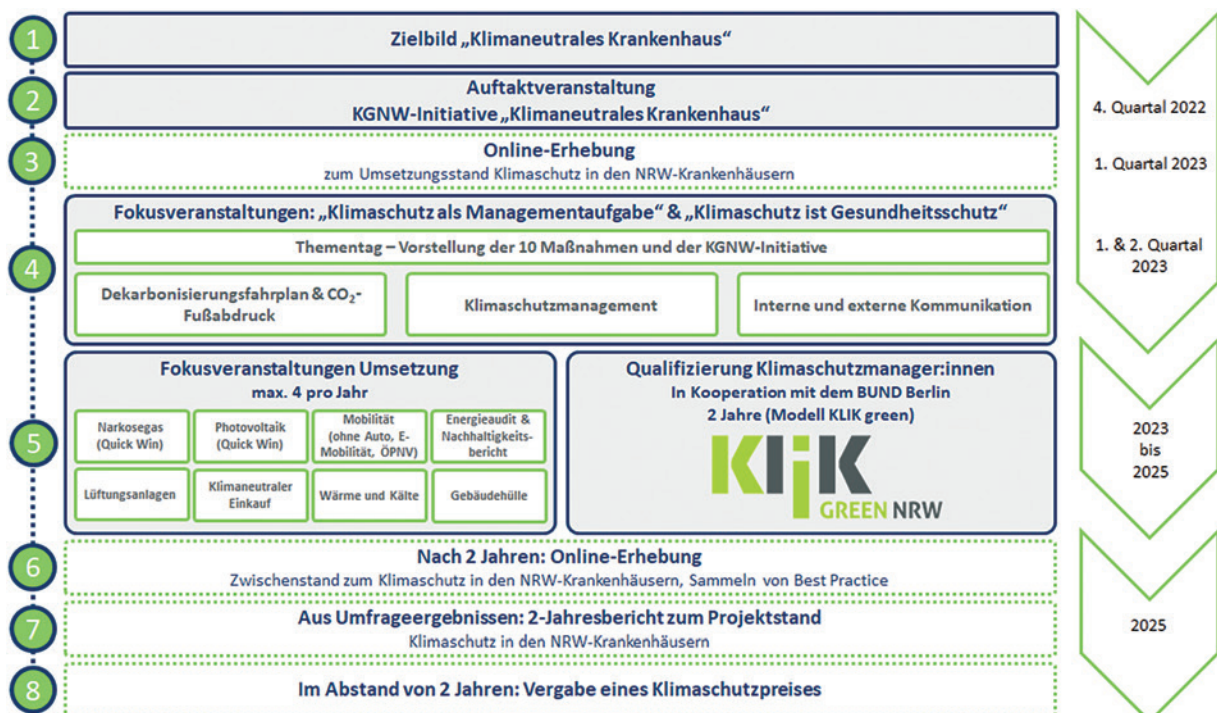 1
Zielbild „Klimaneutrales Krankenhaus“
2
Auftaktveranstaltung
KGNW-Initiative „Klimaneutrales Krankenhaus“
4. Quartal 2022
3
Online-Erhebung
zum Umsetzungsstand Klimaschutz in den NRW-Krankenhäusern
1. Quartal 2023
4
Fokusveranstaltungen: „Klimaschutz als Managementaufgabe“ & „Klimaschutz ist Gesundheitsschutz“
Thementag – Vorstellung der 10 Maßnahmen und der KGNW-Initiative
Dekarbonisierungsfahrplan & CO₂-
Fußabdruck
Klimaschutzmanagement
Interne und externe Kommunikation
1. & 2. Quartal
2023
5
Fokusveranstaltungen Umsetzung
max. 4 pro Jahr
Narkosegas
(Quick Win)
Photovoltaik
(Quick Win)
Mobilität
(ohne Auto, E-
Mobilität, ÖPNV)
Energieaudit &
Nachhaltigkeits-
bericht
Lüftungsanlagen
Klimaneutraler
Einkauf
Wärme und Kälte
Gebäudehülle
Qualifizierung Klimaschutzmanager:innen
In Kooperation mit dem BUND Berlin
2 Jahre (Modell KLIK green)
KLiK
GREEN NRW
2023
bis
2025
6
Nach 2 Jahren: Online-Erhebung
Zwischenstand zum Klimaschutz in den NRW-Krankenhäusern, Sammeln von Best Practice
7
Aus Umfrageergebnissen: 2-Jahresbericht zum Projektstand
Klimaschutz in den NRW-Krankenhäusern
2025
8
Im Abstand von 2 Jahren: Vergabe eines Klimaschutzpreises